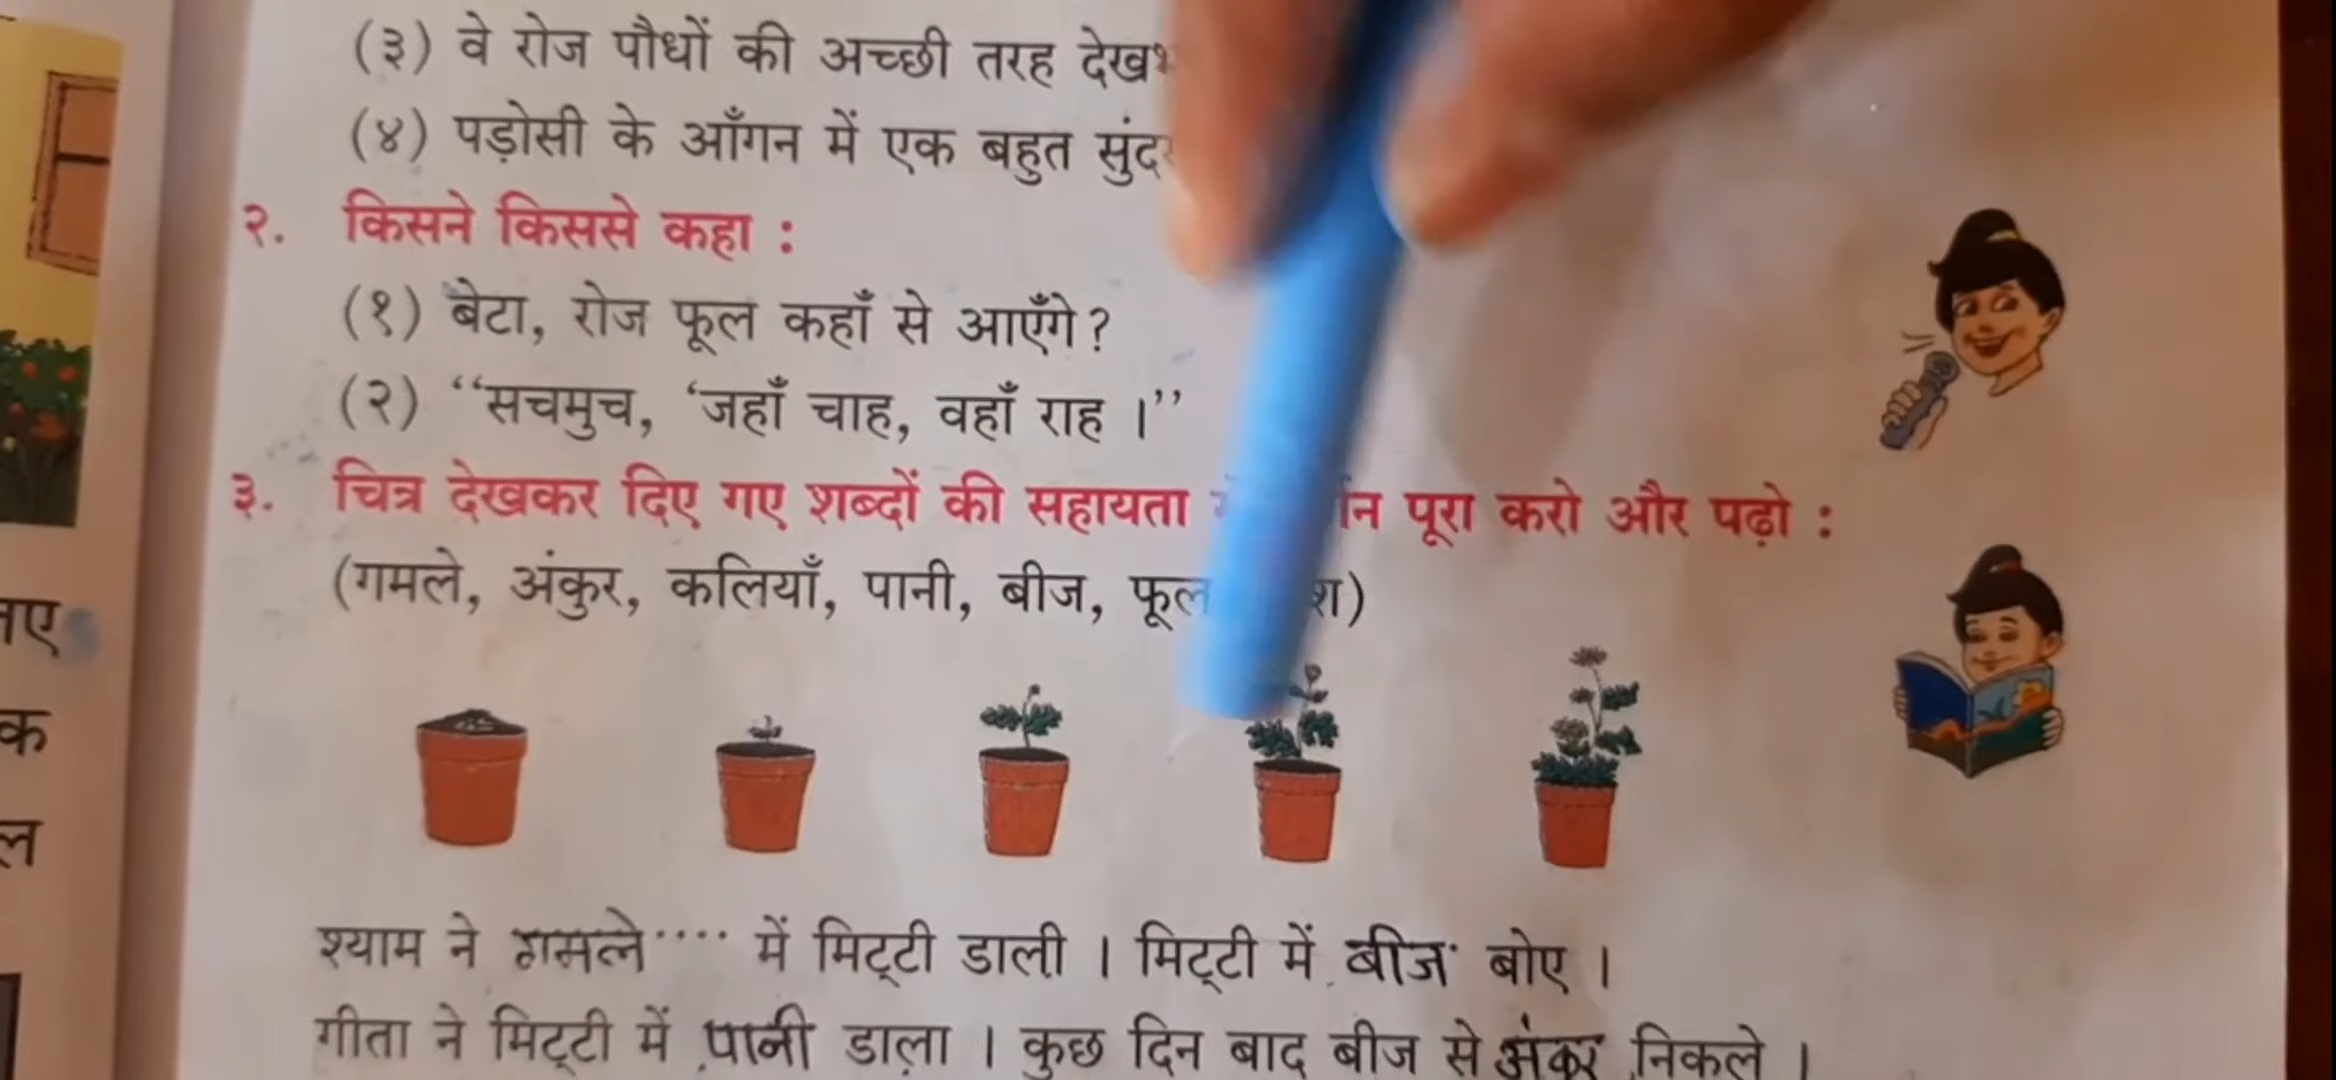 (३) वे रोज पौधों की अच्छी तरह
(४) पड़ोसी के आँगन में एक बहुत
२. किसने किससे कहा :
(१) बेटा, रोज फूल कहाँ से आएँगे?
(२) “सचमुच, ‘जहाँ चाह, वहाँ राह ।”
३. चित्र देखकर दिए गए शब्दों की सहायता पूरा करो और पढ़ो :
(गमले, अंकुर, कलियाँ, पानी, बीज, फूल
श्याम ने गमले···· में मिट्टी डाली । मिट्टी में बीज बोए ।
गीता ने मिट्टी में पानी डाला । कुछ दिन बाद बीज से अंकुर निकले ।